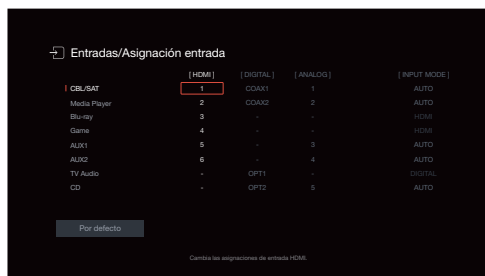 Entradas/Asignación entrada
[ HDMI ] [ DIGITAL ] [ ANALOG ] [ INPUT MODE ]
CBL/SAT 1 COAX1 1 AUTO
Media Player 2 COAX2 2 AUTO
Blu-ray 3 - - HDMI
Game 4 - - HDMI
AUX1 5 - 3 AUTO
AUX2 6 - 4 AUTO
TV Audio - OPT1 - DIGITAL
CD - OPT2 5 AUTO
Por defecto
Cambia las asignaciones de entrada HDMI.